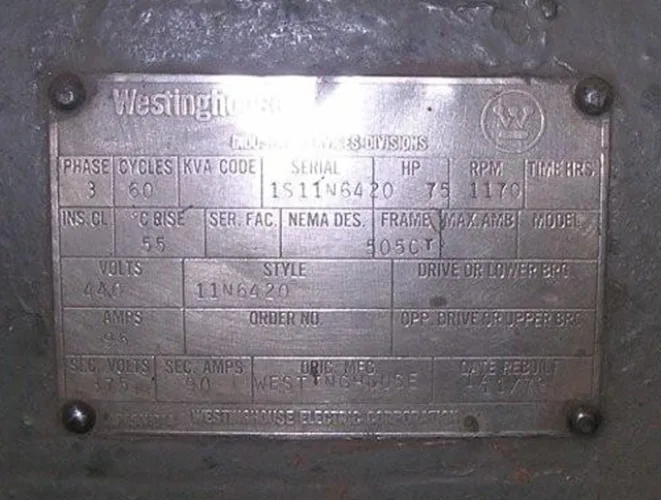 Westinghouse
W
INDUSTRY SERVICES DIVISIONS
PHASE CYCLES KVA CODE SERIAL HP RPM TIME HRS.
3 60 1S11N6420 75 1170
INS. CL. °C RISE SER. FAC. NEMA DES. FRAME MAX. AMB. MODEL
55 505CT
VOLTS STYLE DRIVE OR LOWER BRG.
440 11N6420
AMPS ORDER NO. OPP. DRIVE OR UPPER BRG.
SEC. VOLTS SEC. AMPS ORIG. MFG. DATE REBUILT
375 90 WESTINGHOUSE
WESTINGHOUSE ELECTRIC CORPORATION